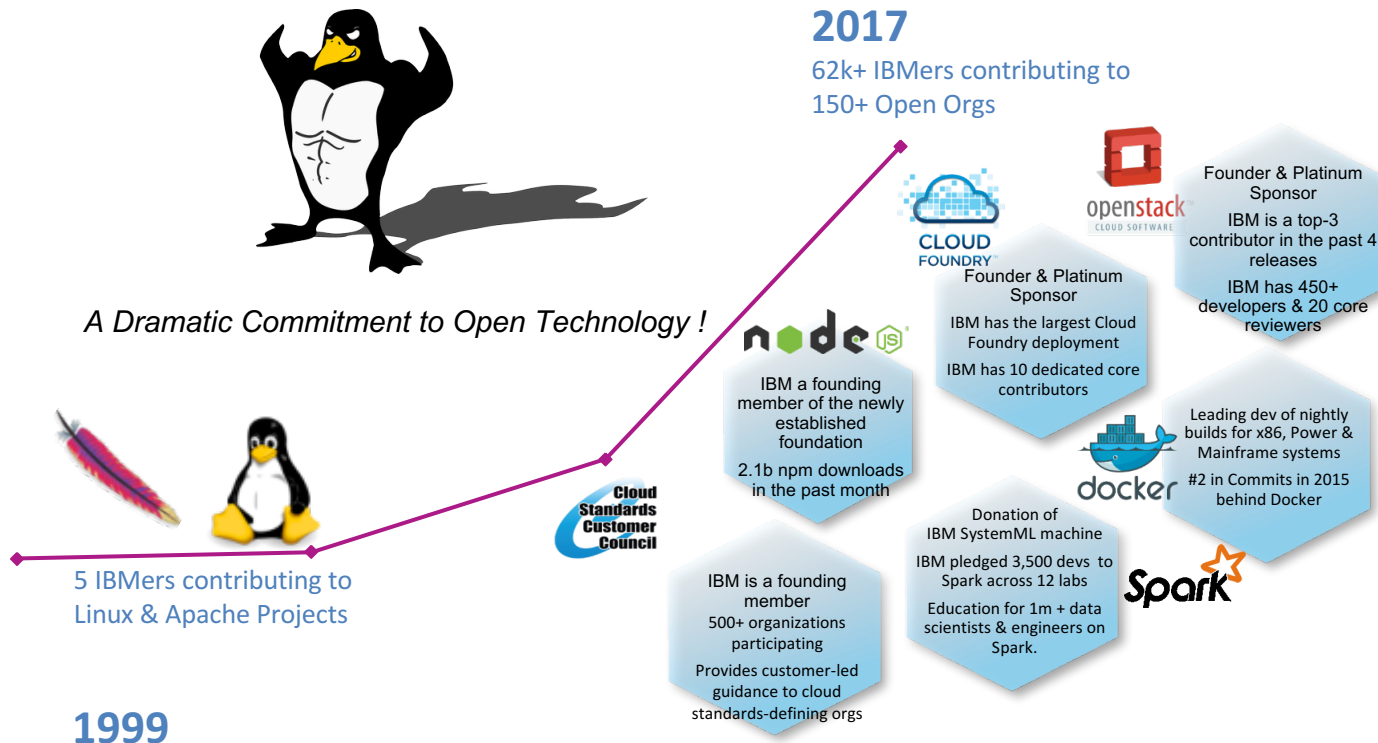 2017
62k+ IBMers contributing to
150+ Open Orgs
A Dramatic Commitment to Open Technology !
5 IBMers contributing to
Linux & Apache Projects
1999
Cloud
Standards
Customer
Council
IBM is a founding
member
500+ organizations
participating
Provides customer-led
guidance to cloud
standards-defining orgs
node
JS
IBM a founding
member of the newly
established
foundation
2.1b npm downloads
in the past month
CLOUD
FOUNDRY™
Founder & Platinum
Sponsor
IBM has the largest Cloud
Foundry deployment
IBM has 10 dedicated core
contributors
openstack™
CLOUD SOFTWARE
Founder & Platinum
Sponsor
IBM is a top-3
contributor in the past 4
releases
IBM has 450+
developers & 20 core
reviewers
docker
Leading dev of nightly
builds for x86, Power &
Mainframe systems
#2 in Commits in 2015
behind Docker
Spark
Donation of
IBM SystemML machine
IBM pledged 3,500 devs to
Spark across 12 labs
Education for 1m + data
scientists & engineers on
Spark.